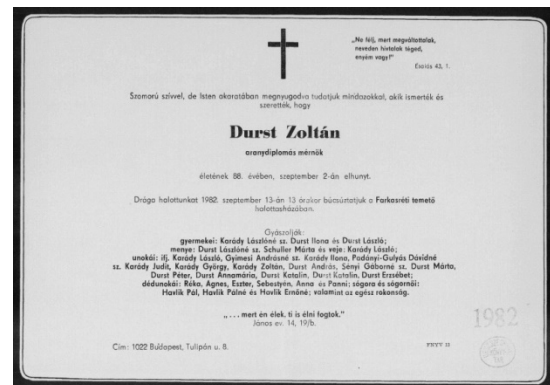 „Ne félj, mert megváltottalak,
neveden hívtalak téged,
enyém vagy!"
Ézaiás 43, 1.
Szomorú szívvel, de Isten akaratában megnyugodva tudatjuk mindazokkal, akik ismerték és
szerették, hogy
Durst Zoltán
aranydiplomás mérnök
életének 88. évében, szeptember 2-án elhunyt.
Drága halottunkat 1982. szeptember 13-án 13 órakor búcsúztatjuk a Farkasréti temető
halottasházában.
Gyászolják:
gyermekei: Karády Lászlóné sz. Durst Ilona és Durst László;
menye: Durst Lászlóné sz. Schuller Márta és veje: Karády László;
unokái: ifj. Karády László, Gyimesi Andrásné sz. Karády Ilona, Podányi-Gulyás Dávidné
sz. Karády Judit, Karády György, Karády Zoltán, Durst András, Sényi Gáborné sz. Durst Márta,
Durst Péter, Durst Annamária, Durst Katalin, Durst Katalin, Durst Erzsébet;
dédunokái: Réka, Ágnes, Eszter, Sebestyén, Anna és Panni; sógora és sógornői:
Havlik Pál, Havlik Pálné és Havlik Ernőné; valamint az egész rokonság.
„... mert én élek, ti is élni fogtok."
János ev. 14, 19/b.
1982
Cím: 1022 Budapest, Tulipán u. 8.
FNYV 13